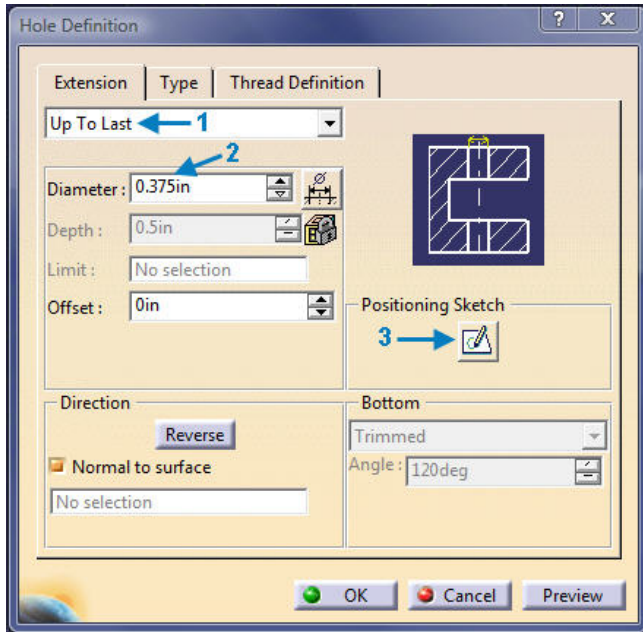 Hole Definition
? X
Extension Type Thread Definition
Up To Last 1
2
Diameter : 0.375in
Depth : 0.5in
Limit : No selection
Offset : 0in
Positioning Sketch
3
Direction
Reverse
Normal to surface
No selection
Bottom
Trimmed
Angle : 120deg
OK Cancel Preview